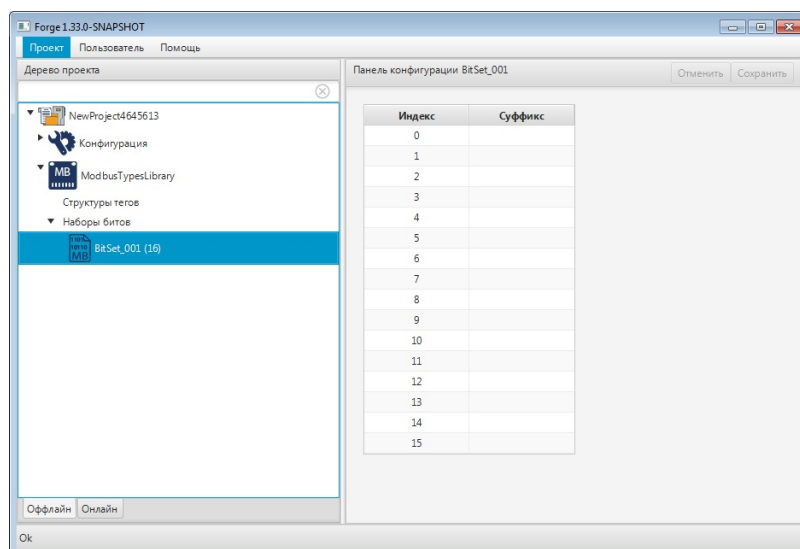 Forge 1.33.0-SNAPSHOT
Проект Пользователь Помощь
Дерево проекта
NewProject4645613
Конфигурация
MB ModbusTypesLibrary
Структуры тегов
Наборы битов
MB BitSet_001 (16)
Оффлайн Онлайн
Панель конфигурации BitSet_001 Отменить Сохранить
Индекс Суффикс
0
1
2
3
4
5
6
7
8
9
10
11
12
13
14
15
Ok